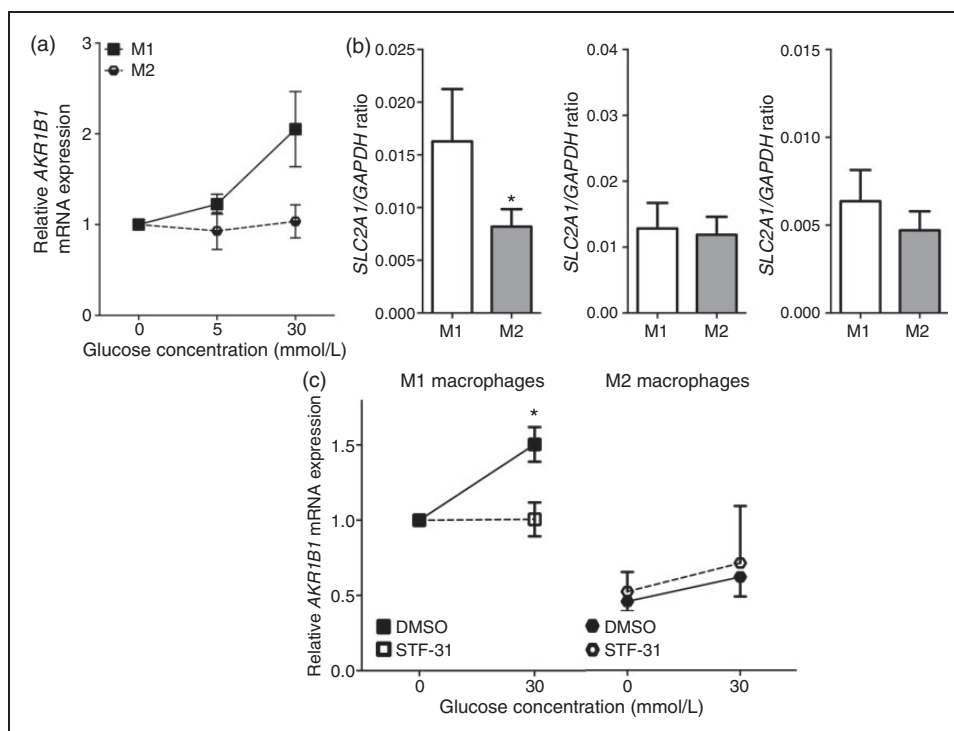 (a)
3
2
1
0
Relative AKR1B1
mRNA expression
M1
M2
0 5 30
Glucose concentration (mmol/L)
(b)
0.025
0.020
0.015
0.010
0.005
0.000
SLC2A1/GAPDH ratio
*
M1 M2
0.04
0.03
0.02
0.01
0.00
SLC2A1/GAPDH ratio
M1 M2
0.015
0.010
0.005
0.000
SLC2A1/GAPDH ratio
M1 M2
(c)
M1 macrophages M2 macrophages
Relative AKR1B1 mRNA expression
1.5
1.0
0.5
0.0
*
DMSO
STF-31
DMSO
STF-31
0 30 0 30
Glucose concentration (mmol/L)